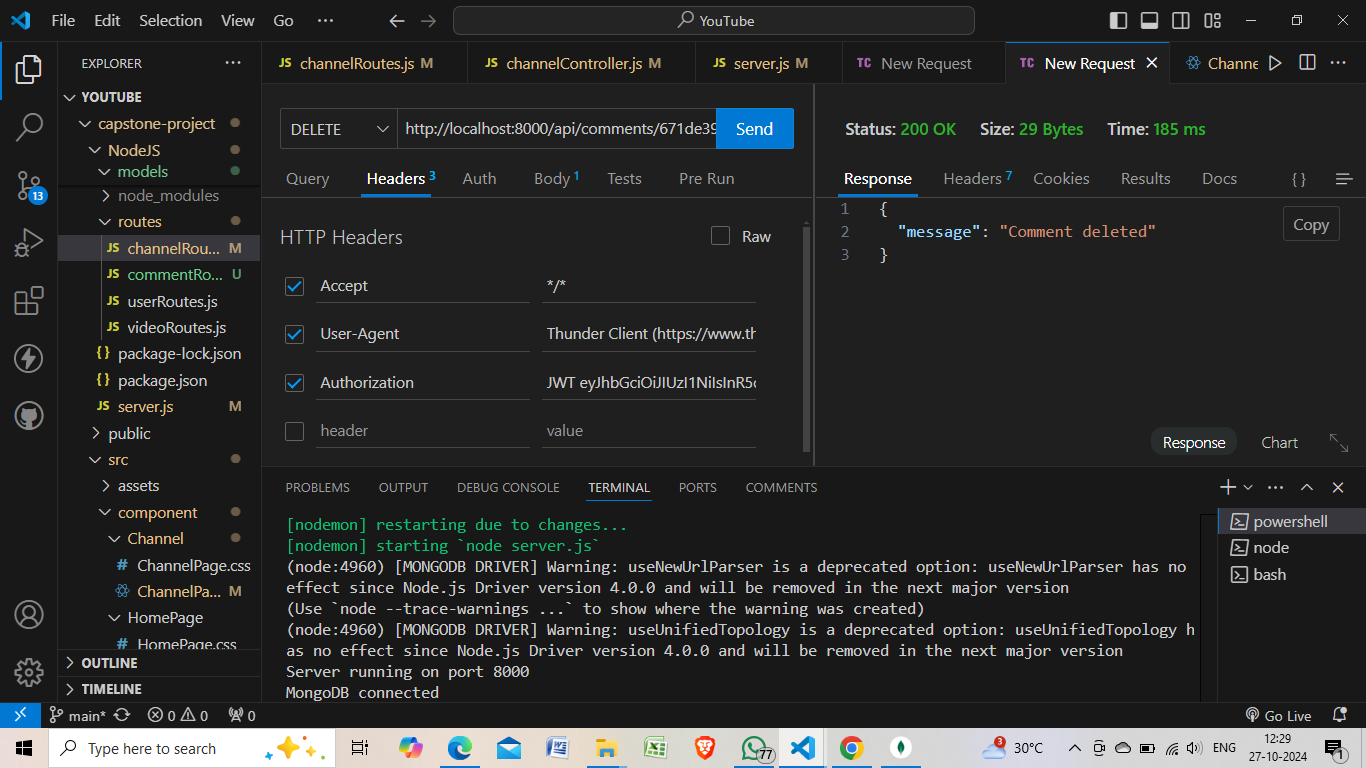 File Edit Selection View Go ··· YouTube
EXPLORER ···
YOUTUBE
capstone-project
NodeJS
models
node_modules
routes
JS channelRou... M
JS commentRo... U
JS userRoutes.js
JS videoRoutes.js
{} package-lock.json
{} package.json
JS server.js M
public
src
assets
component
Channel
# ChannelPage.css
ChannelPa... M
HomePage
# HomePage.css
OUTLINE
TIMELINE
13
JS channelRoutes.js M JS channelController.js M JS server.js M TC New Request TC New Request Channe ···
DELETE http://localhost:8000/api/comments/671de39 Send
Query Headers 3 Auth Body 1 Tests Pre Run
HTTP Headers Raw
Accept */*
User-Agent Thunder Client (https://www.th
Authorization JWT eyJhbGciOiJIUzI1NiIsInR5c
header value
Status: 200 OK Size: 29 Bytes Time: 185 ms
Response Headers 7 Cookies Results Docs {}
1 {
2 "message": "Comment deleted"
3 }
Copy
Response Chart
PROBLEMS OUTPUT DEBUG CONSOLE TERMINAL PORTS COMMENTS ···
[nodemon] restarting due to changes...
[nodemon] starting `node server.js`
(node:4960) [MONGODB DRIVER] Warning: useNewUrlParser is a deprecated option: useNewUrlParser has no
effect since Node.js Driver version 4.0.0 and will be removed in the next major version
(Use `node --trace-warnings ...` to show where the warning was created)
(node:4960) [MONGODB DRIVER] Warning: useUnifiedTopology is a deprecated option: useUnifiedTopology h
as no effect since Node.js Driver version 4.0.0 and will be removed in the next major version
Server running on port 8000
MongoDB connected
powershell
node
bash
main* 0 0 0 Go Live
Type here to search 77 3 30°C ENG 12:29
27-10-2024 1